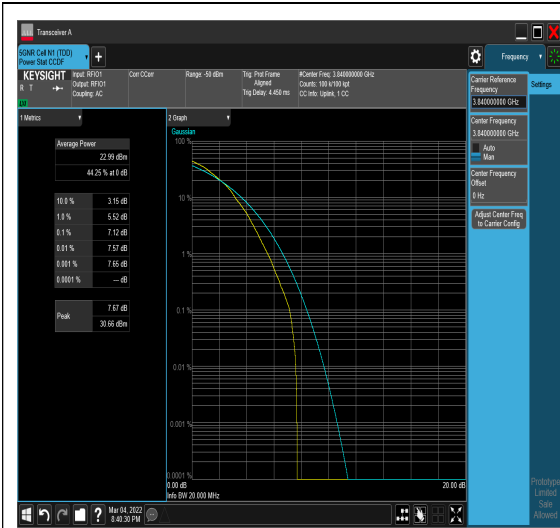 Transceiver A
5GNR Cell N1 (TDD)
Power Stat CCDF
Frequency
KEYSIGHT
R T
Input: RFIO1
Output: RFIO1
Coupling: AC
Corr CCorr
Range: -50 dBm
Trig: Prot Frame
Aligned
Trig Delay: 4.450 ms
#Center Freq: 3.840000000 GHz
Counts: 100 k/100 kpt
CC Info: Uplink, 1 CC
Carrier Reference
Frequency
3.840000000 GHz
Settings
Center Frequency
3.840000000 GHz
Auto
Man
Center Frequency
Offset
0 Hz
Adjust Center Freq
to Carrier Config
1 Metrics
Average Power
22.99 dBm
44.25 % at 0 dB
10.0 % 3.15 dB
1.0 % 5.52 dB
0.1 % 7.12 dB
0.01 % 7.57 dB
0.001 % 7.65 dB
0.0001 % --- dB
Peak
7.67 dB
30.66 dBm
2 Graph
Gaussian
100 %
10 %
1 %
0.1 %
0.01 %
0.001 %
0.0001 %
0.00 dB
20.00 dB
Info BW 20.000 MHz
Mar 04, 2022
8:40:30 PM
Prototype
Limited
Sale
Allowed